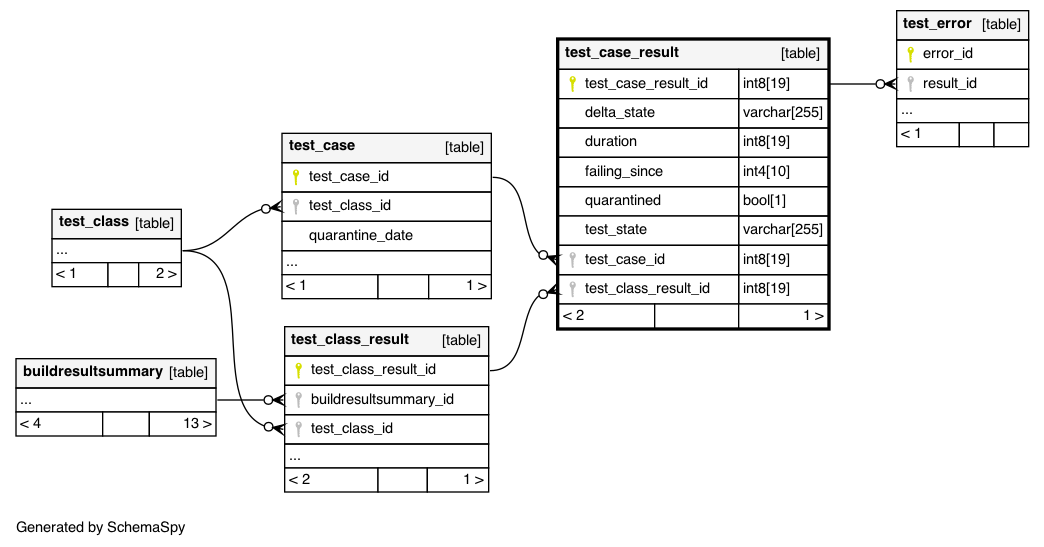 test_error [table]
error_id
result_id
...
< 1
test_case_result [table]
test_case_result_id int8[19]
delta_state varchar[255]
duration int8[19]
failing_since int4[10]
quarantined bool[1]
test_state varchar[255]
test_case_id int8[19]
test_class_result_id int8[19]
< 2 1 >
test_case [table]
test_case_id
test_class_id
quarantine_date
...
< 1 1 >
test_class [table]
...
< 1 2 >
test_class_result [table]
test_class_result_id
buildresultsummary_id
test_class_id
...
< 2 1 >
buildresultsummary [table]
...
< 4 13 >
Generated by SchemaSpy